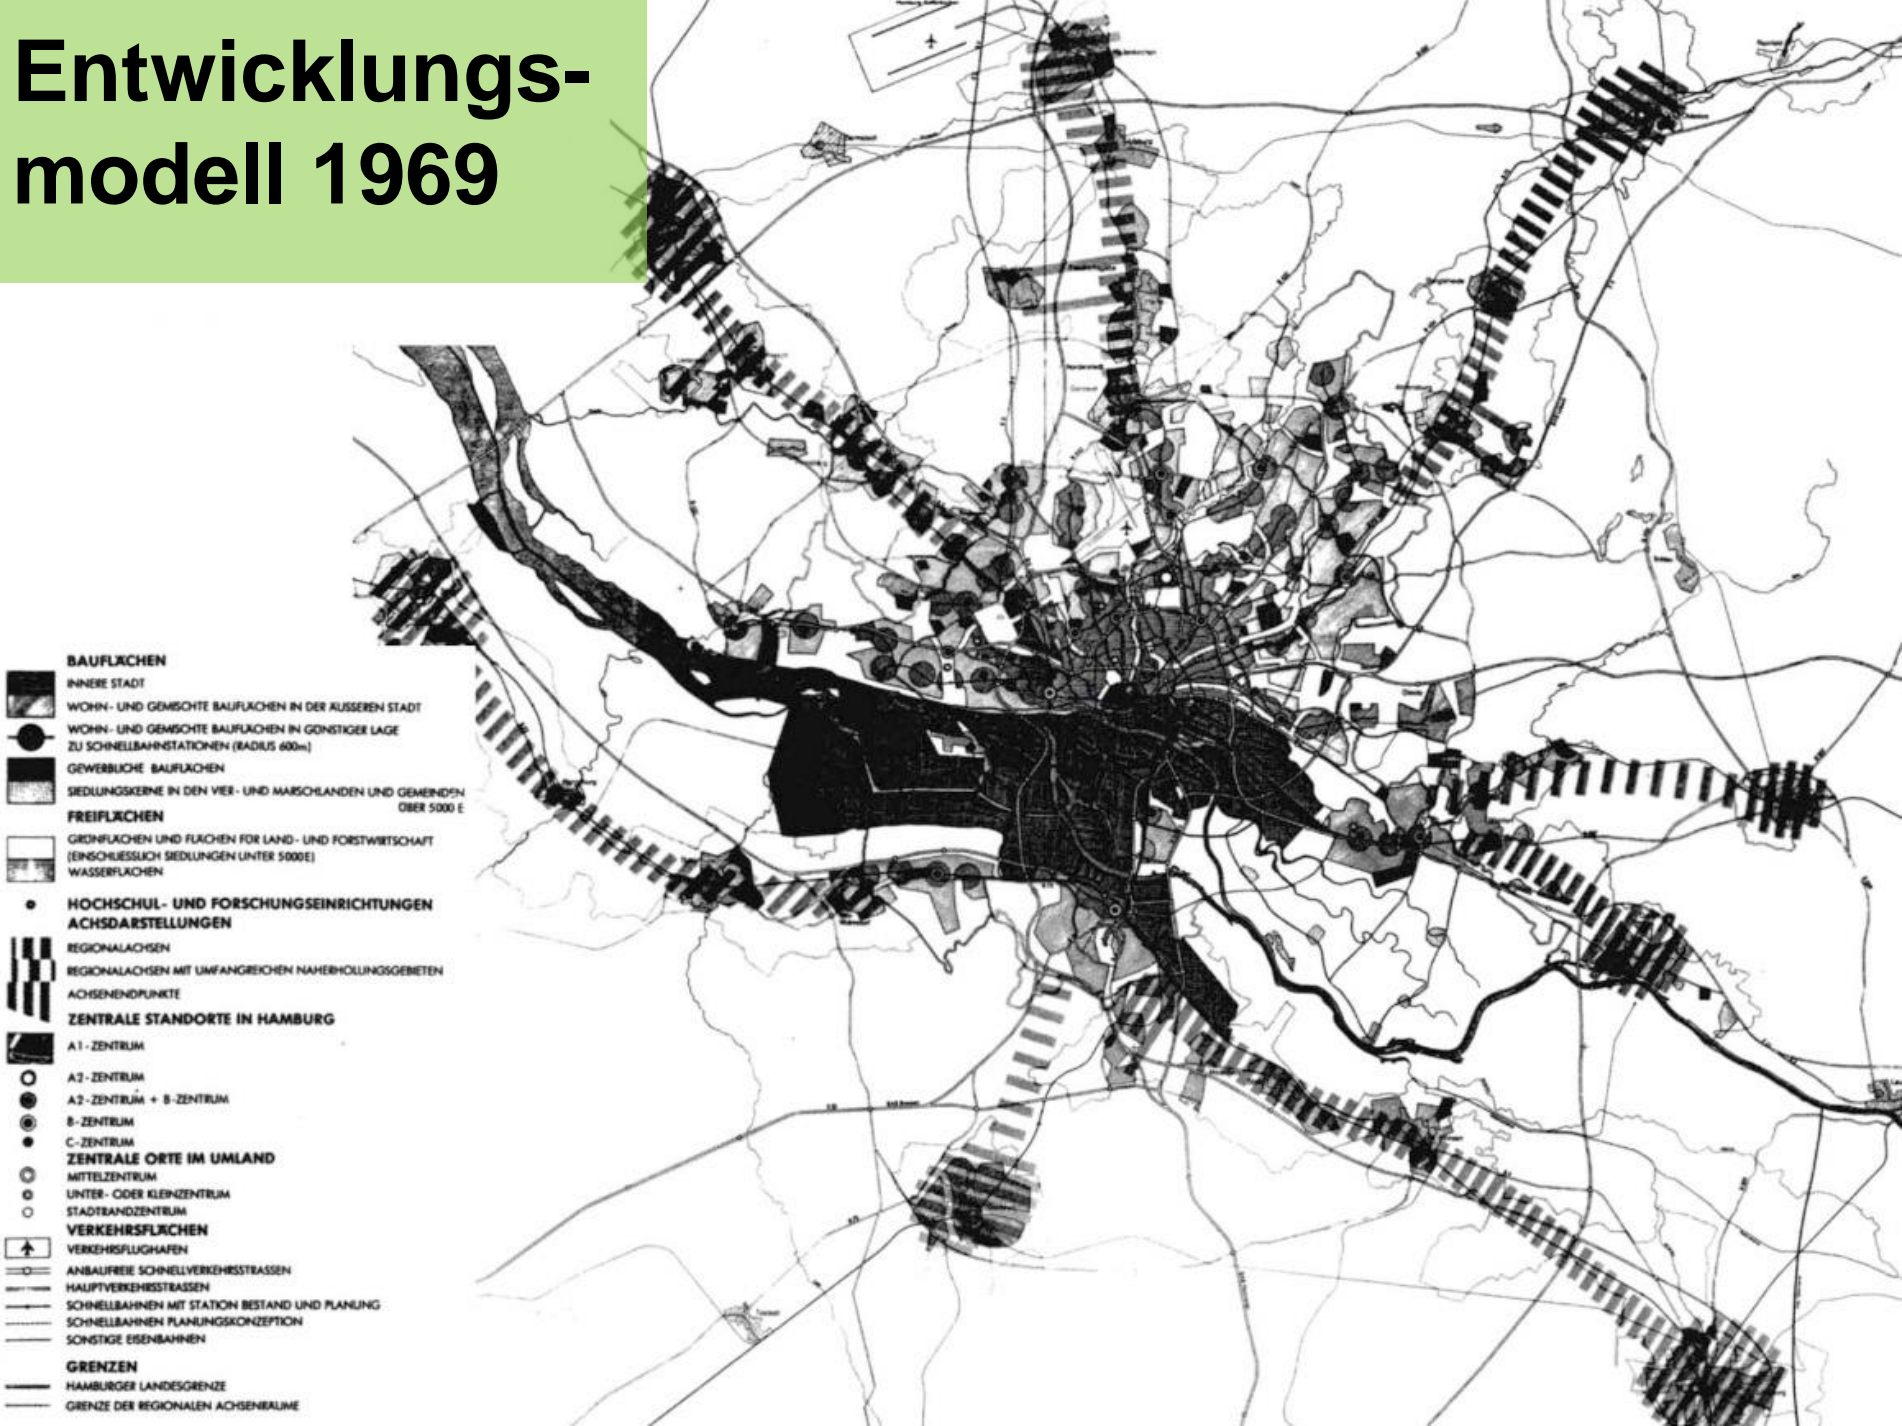 Entwicklungs-
modell 1969
BAUFLÄCHEN
INNERE STADT
WOHN- UND GEMISCHTE BAUFLÄCHEN IN DER ÄUSSEREN STADT
WOHN- UND GEMISCHTE BAUFLÄCHEN IN GÜNSTIGER LAGE
ZU SCHNELLBAHNSTATIONEN (RADIUS 600m)
GEWERBLICHE BAUFLÄCHEN
SIEDLUNGSKERNE IN DEN VIER- UND MARSCHLANDEN UND GEMEINDEN
ÜBER 5000 E
FREIFLÄCHEN
GRÜNFLÄCHEN UND FLÄCHEN FÜR LAND- UND FORSTWIRTSCHAFT
(EINSCHLIESSLICH SIEDLUNGEN UNTER 5000E)
WASSERFLÄCHEN
HOCHSCHUL- UND FORSCHUNGSEINRICHTUNGEN
ACHSDARSTELLUNGEN
REGIONALACHSEN
REGIONALACHSEN MIT UMFANGREICHEN NAHERHOLUNGSGEBIETEN
ACHSENENDPUNKTE
ZENTRALE STANDORTE IN HAMBURG
A1-ZENTRUM
A2-ZENTRUM
A2-ZENTRUM + B-ZENTRUM
B-ZENTRUM
C-ZENTRUM
ZENTRALE ORTE IM UMLAND
MITTELZENTRUM
UNTER- ODER KLEINZENTRUM
STADTRANDZENTRUM
VERKEHRSFLÄCHEN
VERKEHRSFLUGHAFEN
ANBAUFREIE SCHNELLVERKEHRSSTRASSEN
HAUPTVERKEHRSSTRASSEN
SCHNELLBAHNEN MIT STATION BESTAND UND PLANUNG
SCHNELLBAHNEN PLANUNGSKONZEPTION
SONSTIGE EISENBAHNEN
GRENZEN
HAMBURGER LANDESGRENZE
GRENZE DER REGIONALEN ACHSENRÄUME